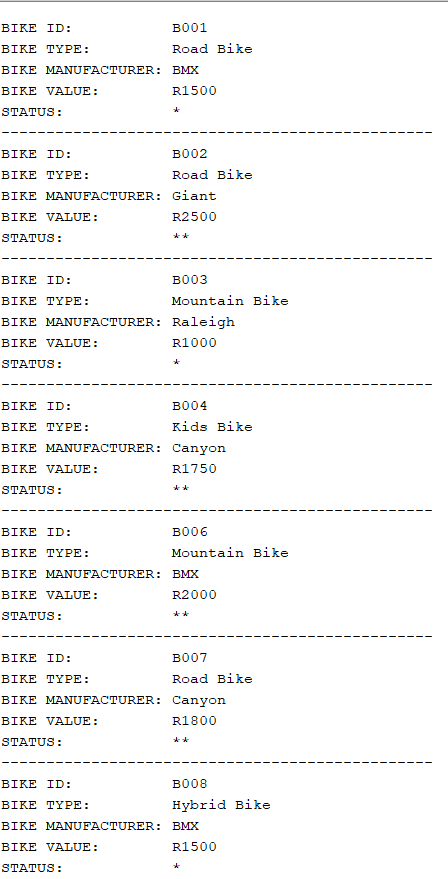 BIKE ID: B001
BIKE TYPE: Road Bike
BIKE MANUFACTURER: BMX
BIKE VALUE: R1500
STATUS: *
------------------------------------------------
BIKE ID: B002
BIKE TYPE: Road Bike
BIKE MANUFACTURER: Giant
BIKE VALUE: R2500
STATUS: **
------------------------------------------------
BIKE ID: B003
BIKE TYPE: Mountain Bike
BIKE MANUFACTURER: Raleigh
BIKE VALUE: R1000
STATUS: *
------------------------------------------------
BIKE ID: B004
BIKE TYPE: Kids Bike
BIKE MANUFACTURER: Canyon
BIKE VALUE: R1750
STATUS: **
------------------------------------------------
BIKE ID: B006
BIKE TYPE: Mountain Bike
BIKE MANUFACTURER: BMX
BIKE VALUE: R2000
STATUS: **
------------------------------------------------
BIKE ID: B007
BIKE TYPE: Road Bike
BIKE MANUFACTURER: Canyon
BIKE VALUE: R1800
STATUS: **
------------------------------------------------
BIKE ID: B008
BIKE TYPE: Hybrid Bike
BIKE MANUFACTURER: BMX
BIKE VALUE: R1500
STATUS: *